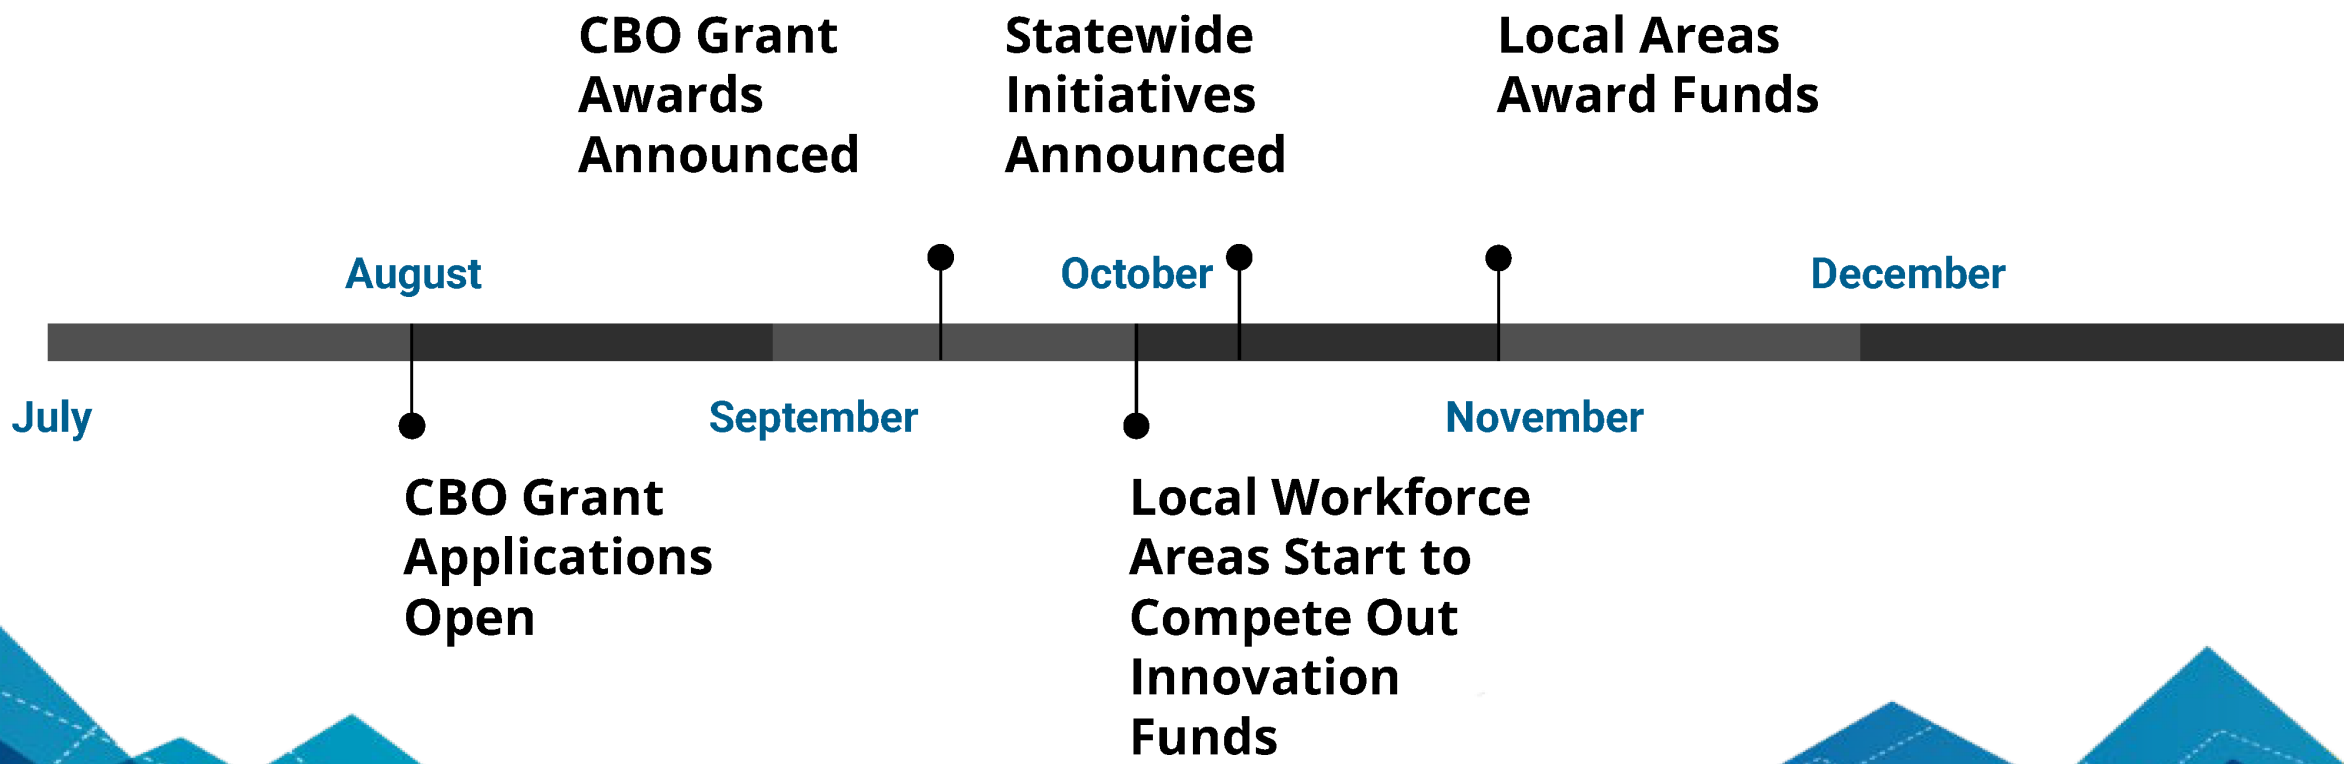 CBO Grant
Awards
Announced
Statewide
Initiatives
Announced
Local Areas
Award Funds
August
October
December
July
September
November
CBO Grant
Applications
Open
Local Workforce
Areas Start to
Compete Out
Innovation
Funds